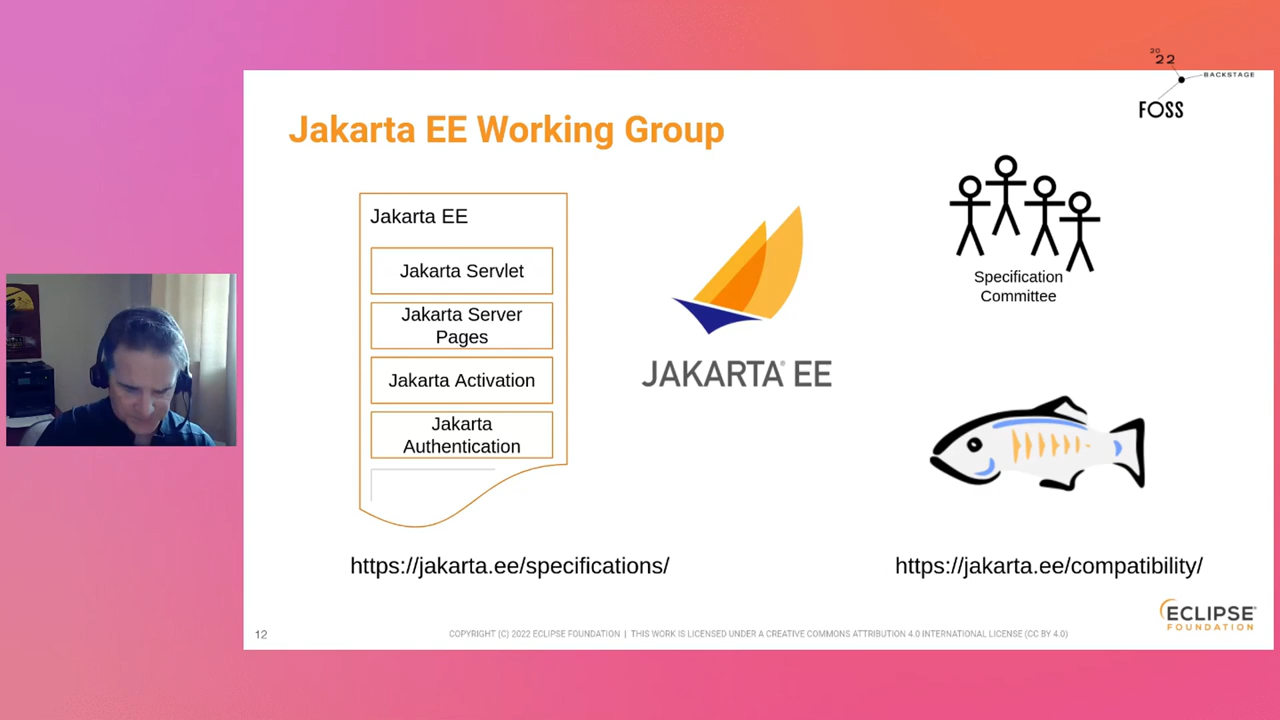 20
22
BACKSTAGE
FOSS
Jakarta EE Working Group
Jakarta EE
Jakarta Servlet
Jakarta Server
Pages
Jakarta Activation
Jakarta
Authentication
JAKARTA® EE
Specification
Committee
https://jakarta.ee/specifications/
https://jakarta.ee/compatibility/
12
COPYRIGHT (C) 2022 ECLIPSE FOUNDATION | THIS WORK IS LICENSED UNDER A CREATIVE COMMONS ATTRIBUTION 4.0 INTERNATIONAL LICENSE (CC BY 4.0)
ECLIPSE®
FOUNDATION